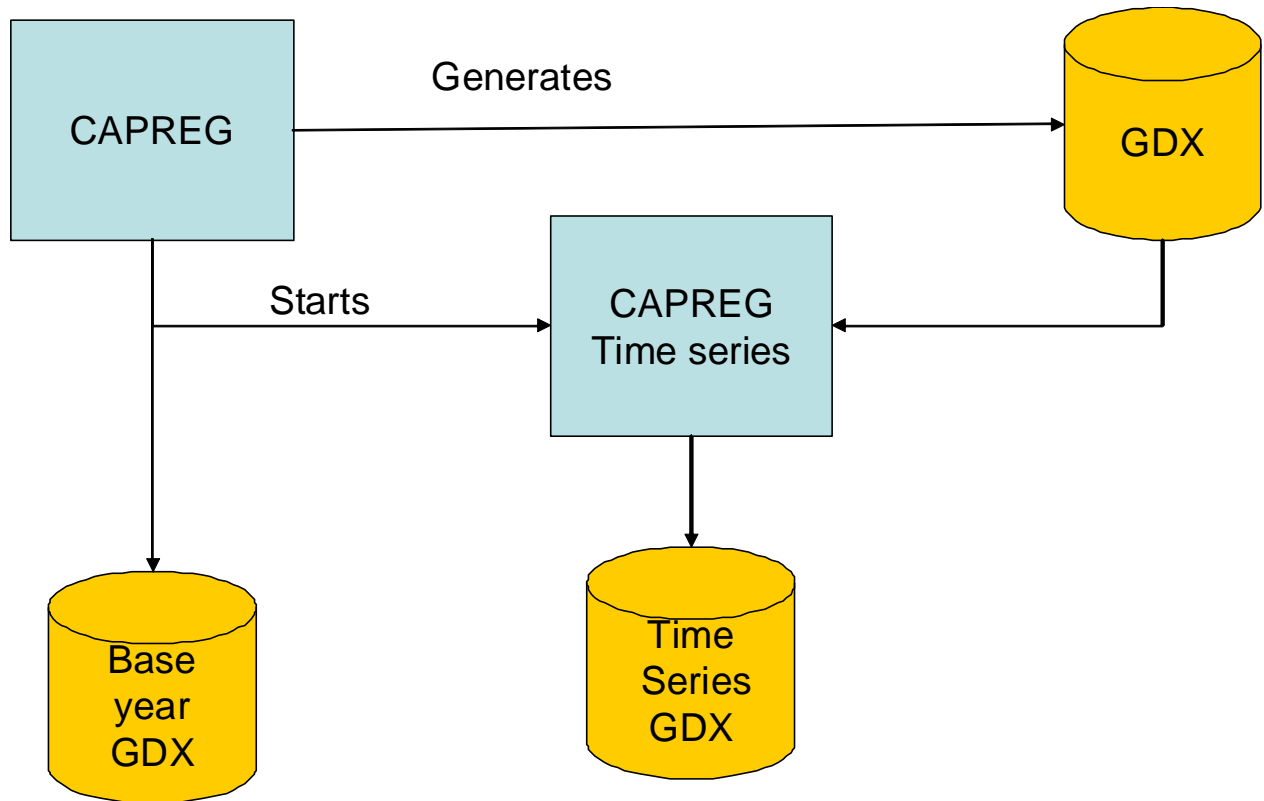 Generates
CAPREG
GDX
Starts
CAPREG
Time series
Base
year
GDX
Time
Series
GDX